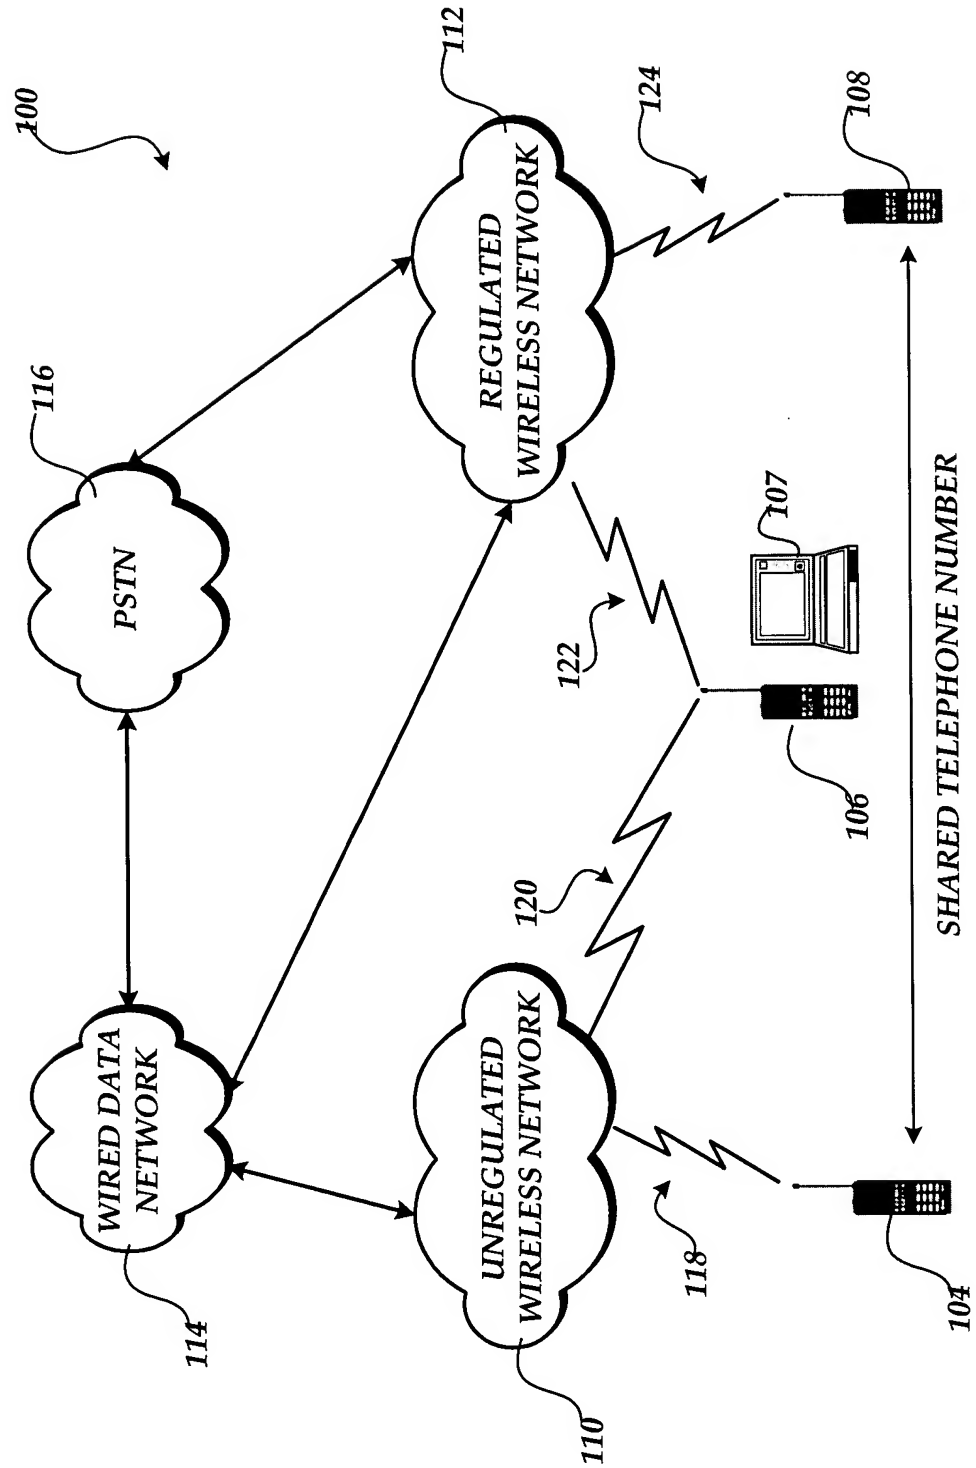 100
116
112
PSTN
WIRED DATA
NETWORK
114
REGULATED
WIRELESS NETWORK
UNREGULATED
WIRELESS NETWORK
110
124
122
120
118
107
108
106
104
SHARED TELEPHONE NUMBER